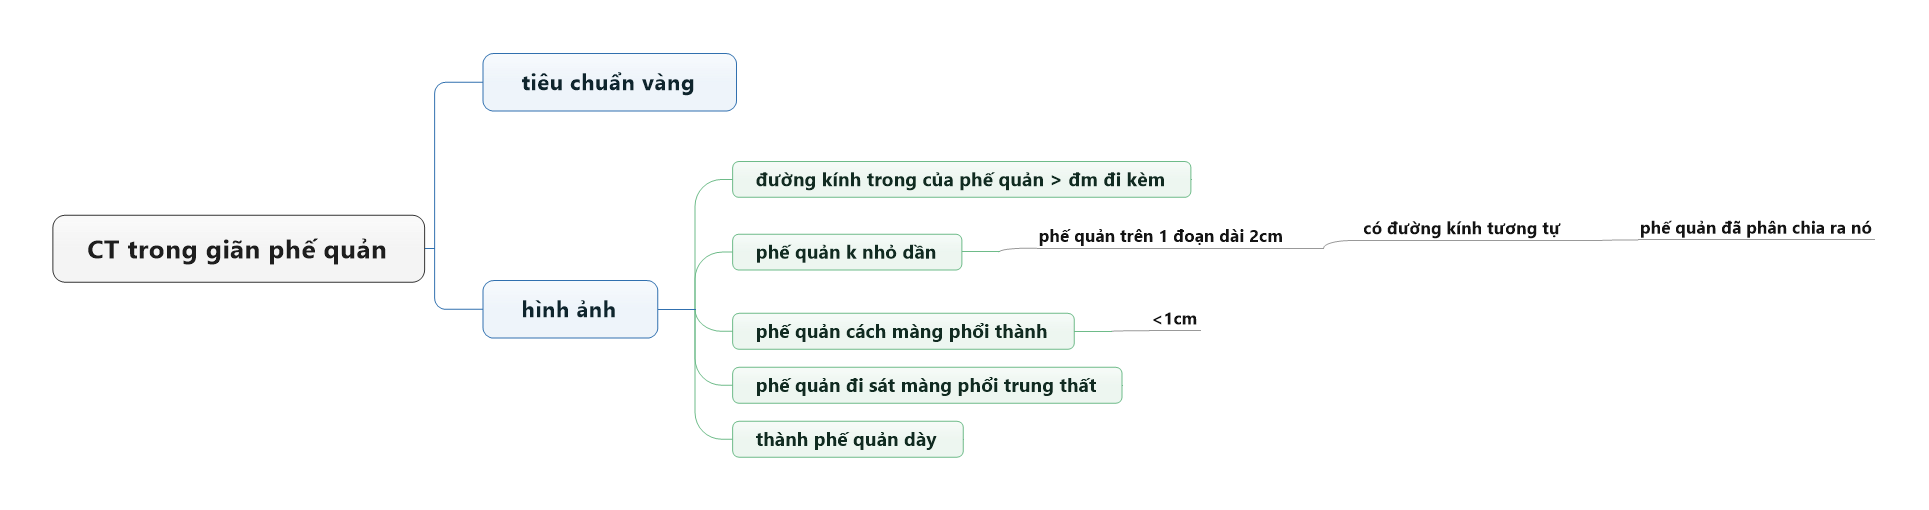 CT trong giãn phế quản
tiêu chuẩn vàng
hình ảnh
đường kính trong của phế quản > đm đi kèm
phế quản k nhỏ dần
phế quản trên 1 đoạn dài 2cm
có đường kính tương tự
phế quản đã phân chia ra nó
phế quản cách màng phổi thành
<1cm
phế quản đi sát màng phổi trung thất
thành phế quản dày